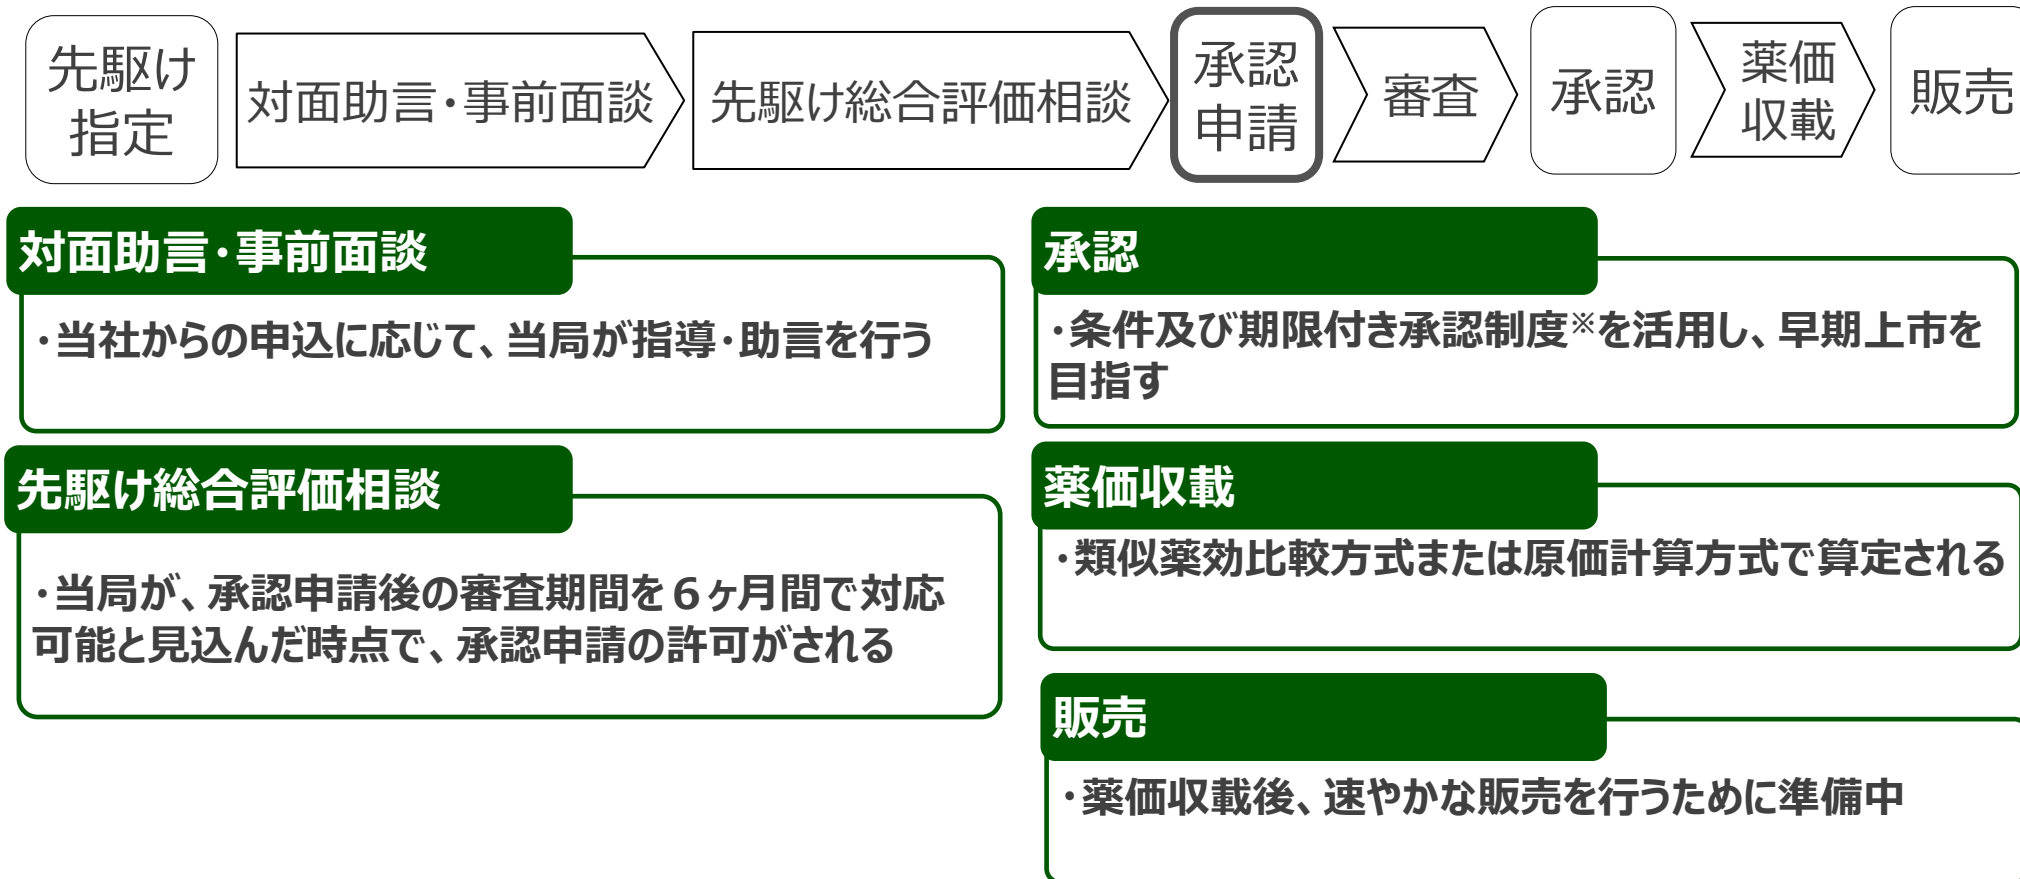 先駆け
指定
対面助言・事前面談
先駆け総合評価相談
承認
申請
審査
承認
薬価
収載
販売
対面助言・事前面談
・当社からの申込に応じて、当局が指導・助言を行う
先駆け総合評価相談
・当局が、承認申請後の審査期間を６ヶ月間で対応
可能と見込んだ時点で、承認申請の許可がされる
承認
・条件及び期限付き承認制度※を活用し、早期上市を
目指す
薬価収載
・類似薬効比較方式または原価計算方式で算定される
販売
・薬価収載後、速やかな販売を行うために準備中